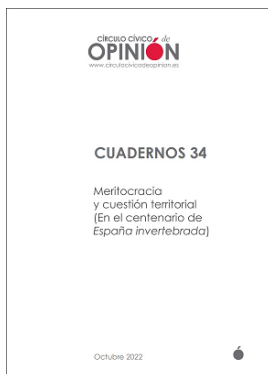 CÍRCULO CÍVICO de
OPINIÓN
www.circulocivicodeopinion.es
CUADERNOS 34
Meritocracia
y cuestión territorial
(En el centenario de
España invertebrada)
Octubre 2022